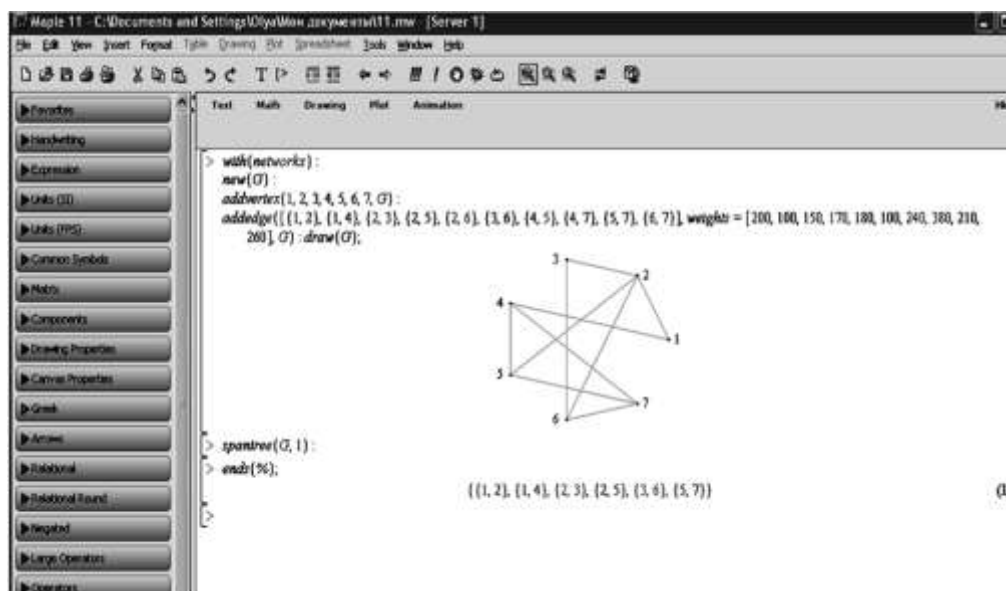 Maple 11 - C:\Documents and Settings\Olya\Мои документы\11.mw - [Server 1]
File Edit View Insert Format Table Drawing Plot Spreadsheet Tools Window Help
Text Math Drawing Plot Animation
Favorites
Handwriting
Expression
Units (SI)
Units (FPS)
Common Symbols
Matrix
Components
Drawing Properties
Canvas Properties
Greek
Arrows
Relational
Relational Round
Negated
Large Operators
Operators
> with(networks) :
new(G) :
addvertex(1, 2, 3, 4, 5, 6, 7, G) :
addedge([{1, 2}, {1, 4}, {2, 3}, {2, 5}, {2, 6}, {3, 6}, {4, 5}, {4, 7}, {5, 7}, {6, 7}], weights = [200, 100, 150, 170, 180, 100, 240, 380, 210,
260], G) : draw(G);
3
2
4
1
5
7
6
> spantree(G, 1) :
> ends(%);
{{1, 2}, {1, 4}, {2, 3}, {2, 5}, {3, 6}, {5, 7}}
>